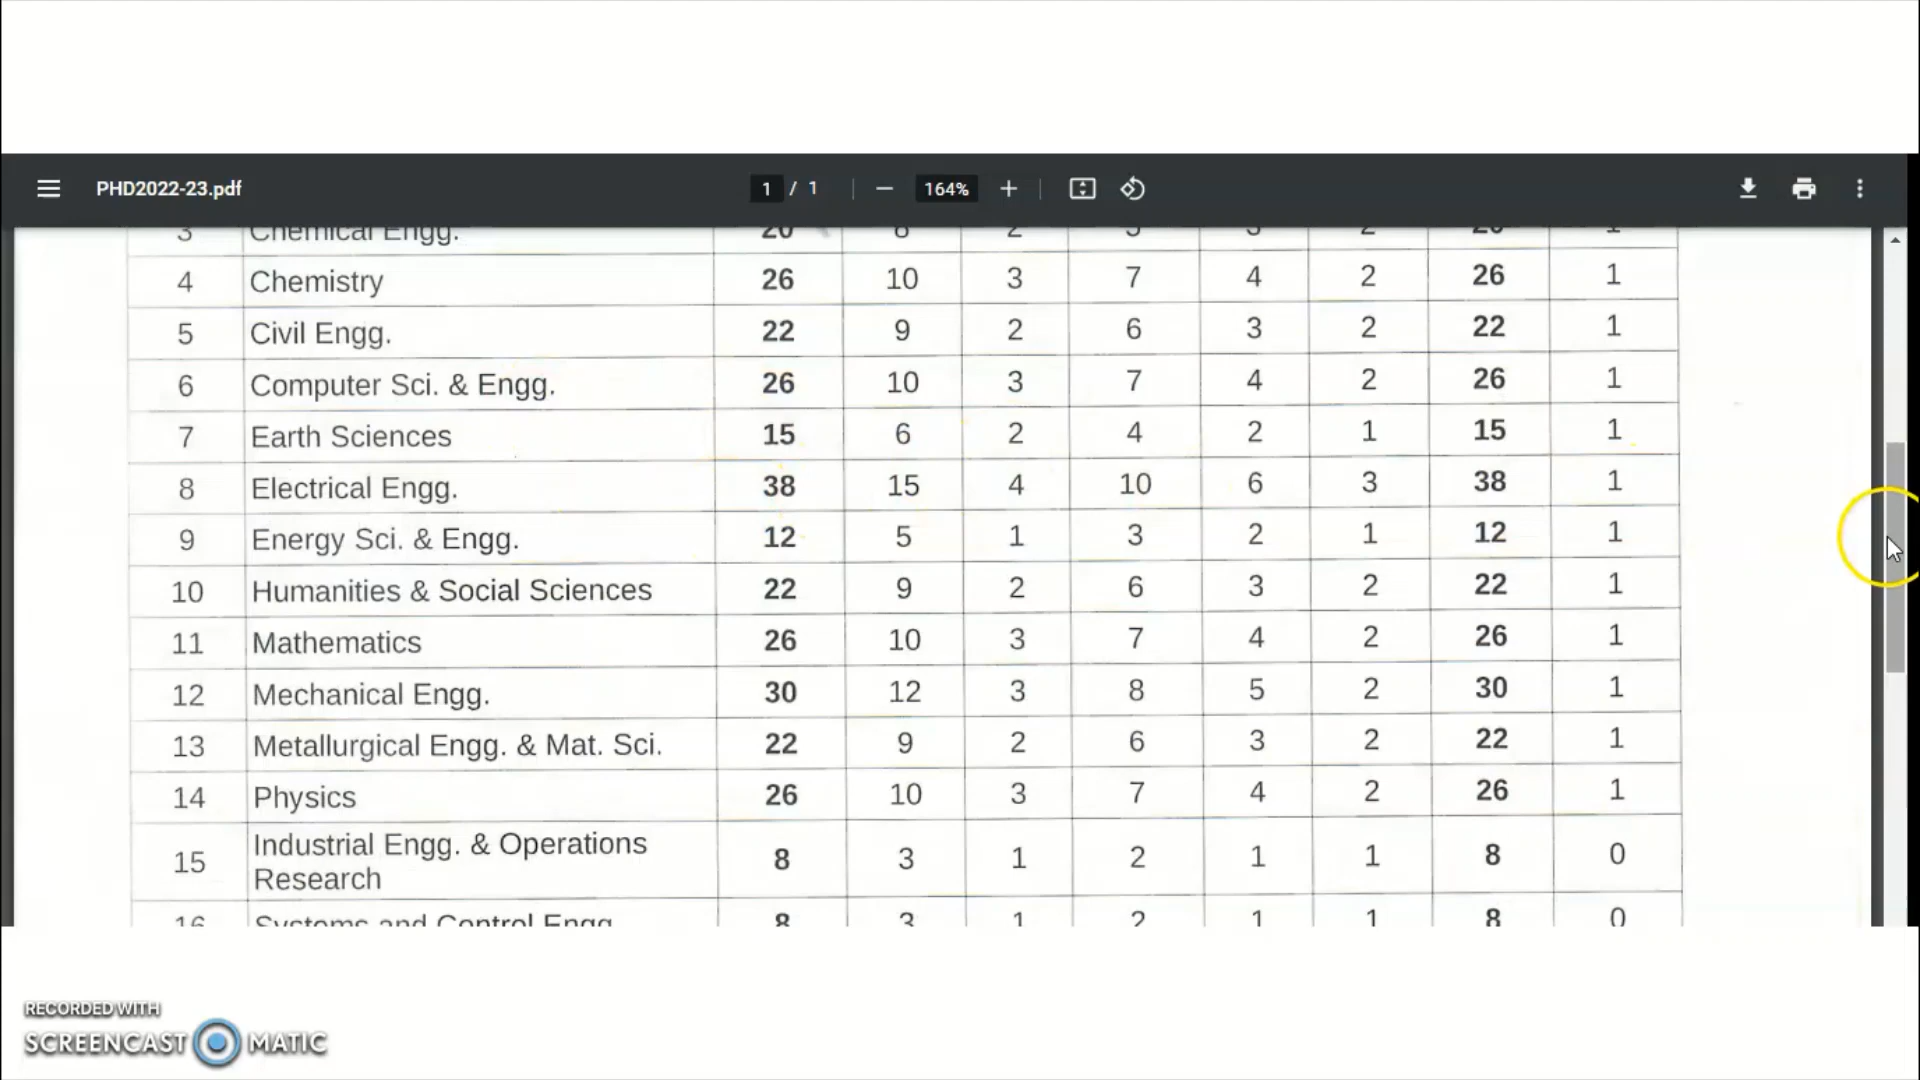 PHD2022-23.pdf 1 / 1 164%
3 Chemical Engg. 20 8 2 5 3 2 20 1
4 Chemistry 26 10 3 7 4 2 26 1
5 Civil Engg. 22 9 2 6 3 2 22 1
6 Computer Sci. & Engg. 26 10 3 7 4 2 26 1
7 Earth Sciences 15 6 2 4 2 1 15 1
8 Electrical Engg. 38 15 4 10 6 3 38 1
9 Energy Sci. & Engg. 12 5 1 3 2 1 12 1
10 Humanities & Social Sciences 22 9 2 6 3 2 22 1
11 Mathematics 26 10 3 7 4 2 26 1
12 Mechanical Engg. 30 12 3 8 5 2 30 1
13 Metallurgical Engg. & Mat. Sci. 22 9 2 6 3 2 22 1
14 Physics 26 10 3 7 4 2 26 1
15 Industrial Engg. & Operations
Research 8 3 1 2 1 1 8 0
16 Systems and Control Engg 8 3 1 2 1 1 8 0
RECORDED WITH
SCREENCAST MATIC